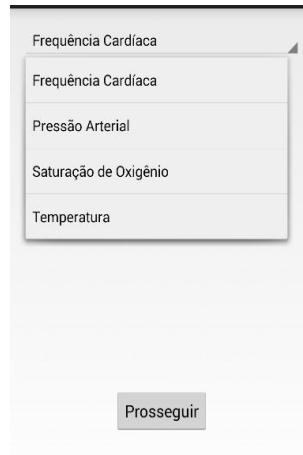 Frequência Cardíaca
Frequência Cardíaca
Pressão Arterial
Saturação de Oxigênio
Temperatura
Prosseguir